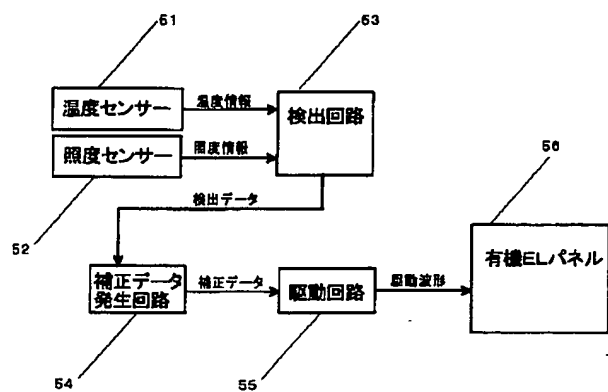 51
53
温度センサー
温度情報
検出回路
照度センサー
照度情報
56
52
検出データ
補正データ
発生回路
補正データ
駆動回路
駆動波形
有機ELパネル
54
55